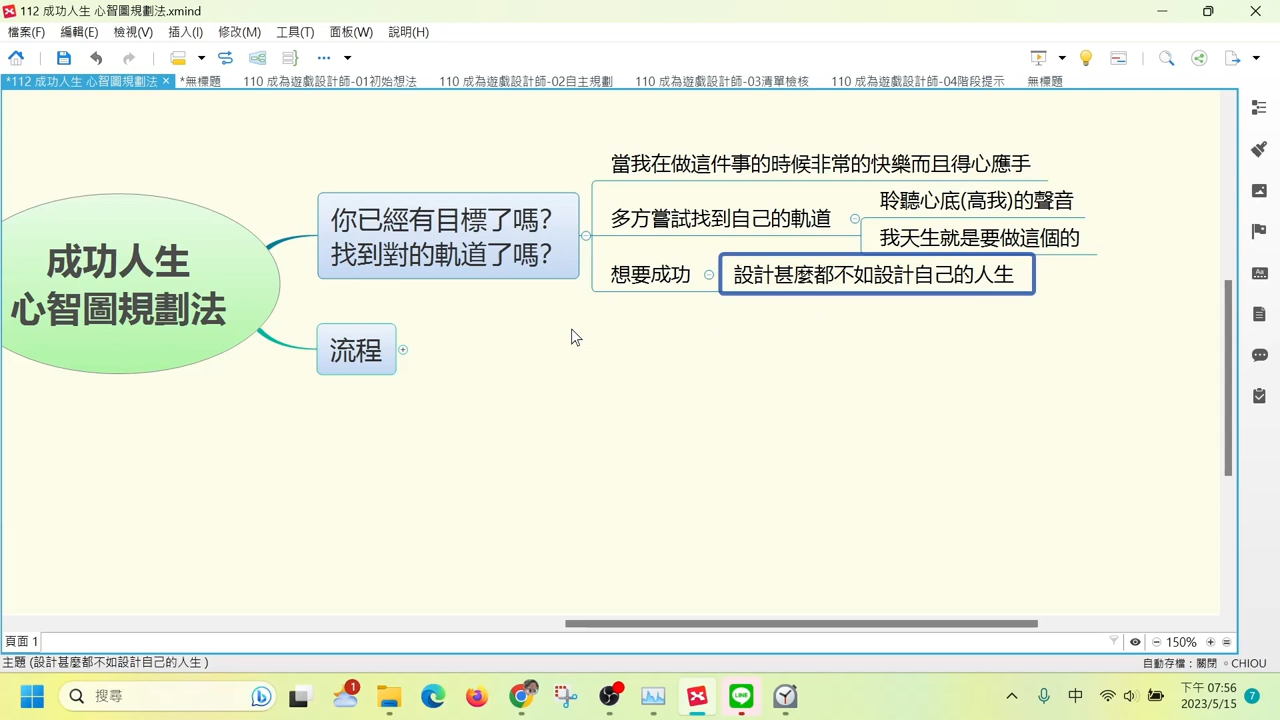 112 成功人生 心智圖規劃法.xmind
檔案(F) 編輯(E) 檢視(V) 插入(I) 修改(M) 工具(T) 面板(W) 說明(H)
*112 成功人生 心智圖規劃法 *無標題 110 成為遊戲設計師-01初始想法 110 成為遊戲設計師-02自主規劃 110 成為遊戲設計師-03清單檢核 110 成為遊戲設計師-04階段提示 無標題
成功人生
心智圖規劃法
你已經有目標了嗎?
找到對的軌道了嗎?
當我在做這件事的時候非常的快樂而且得心應手
多方嘗試找到自己的軌道
聆聽心底(高我)的聲音
我天生就是要做這個的
想要成功
設計甚麼都不如設計自己的人生
流程
頁面 1
150%
主題 (設計甚麼都不如設計自己的人生 )
自動存檔：關閉 CHIOU
搜尋
1
LINE
中
下午 07:56
2023/5/15
7